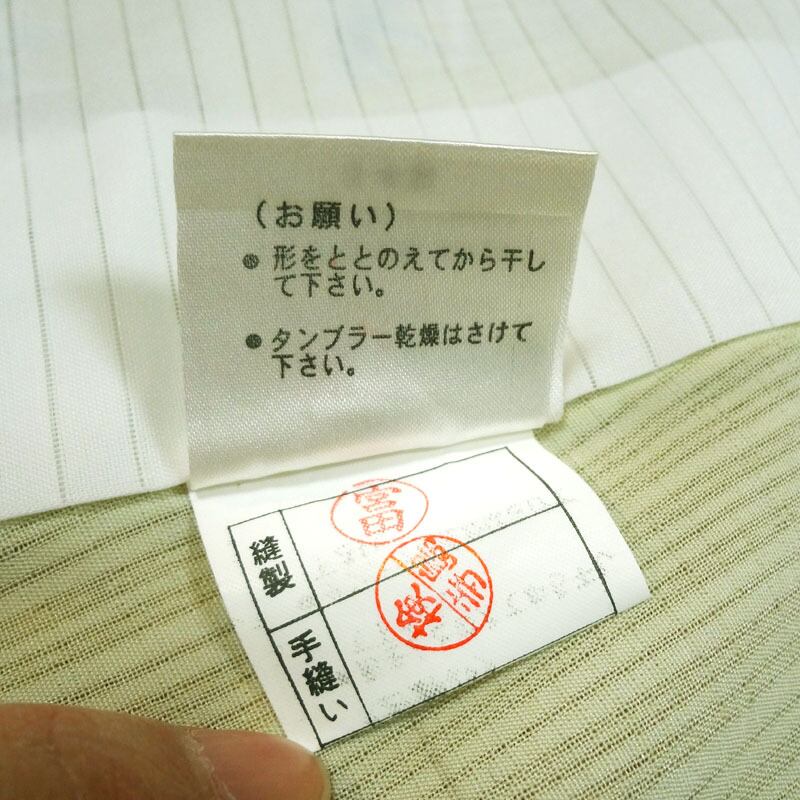 (お願い)
● 形をととのえてから干し
て下さい。
● タンブラー乾燥はさけて
下さい。
縫製
富
手縫い